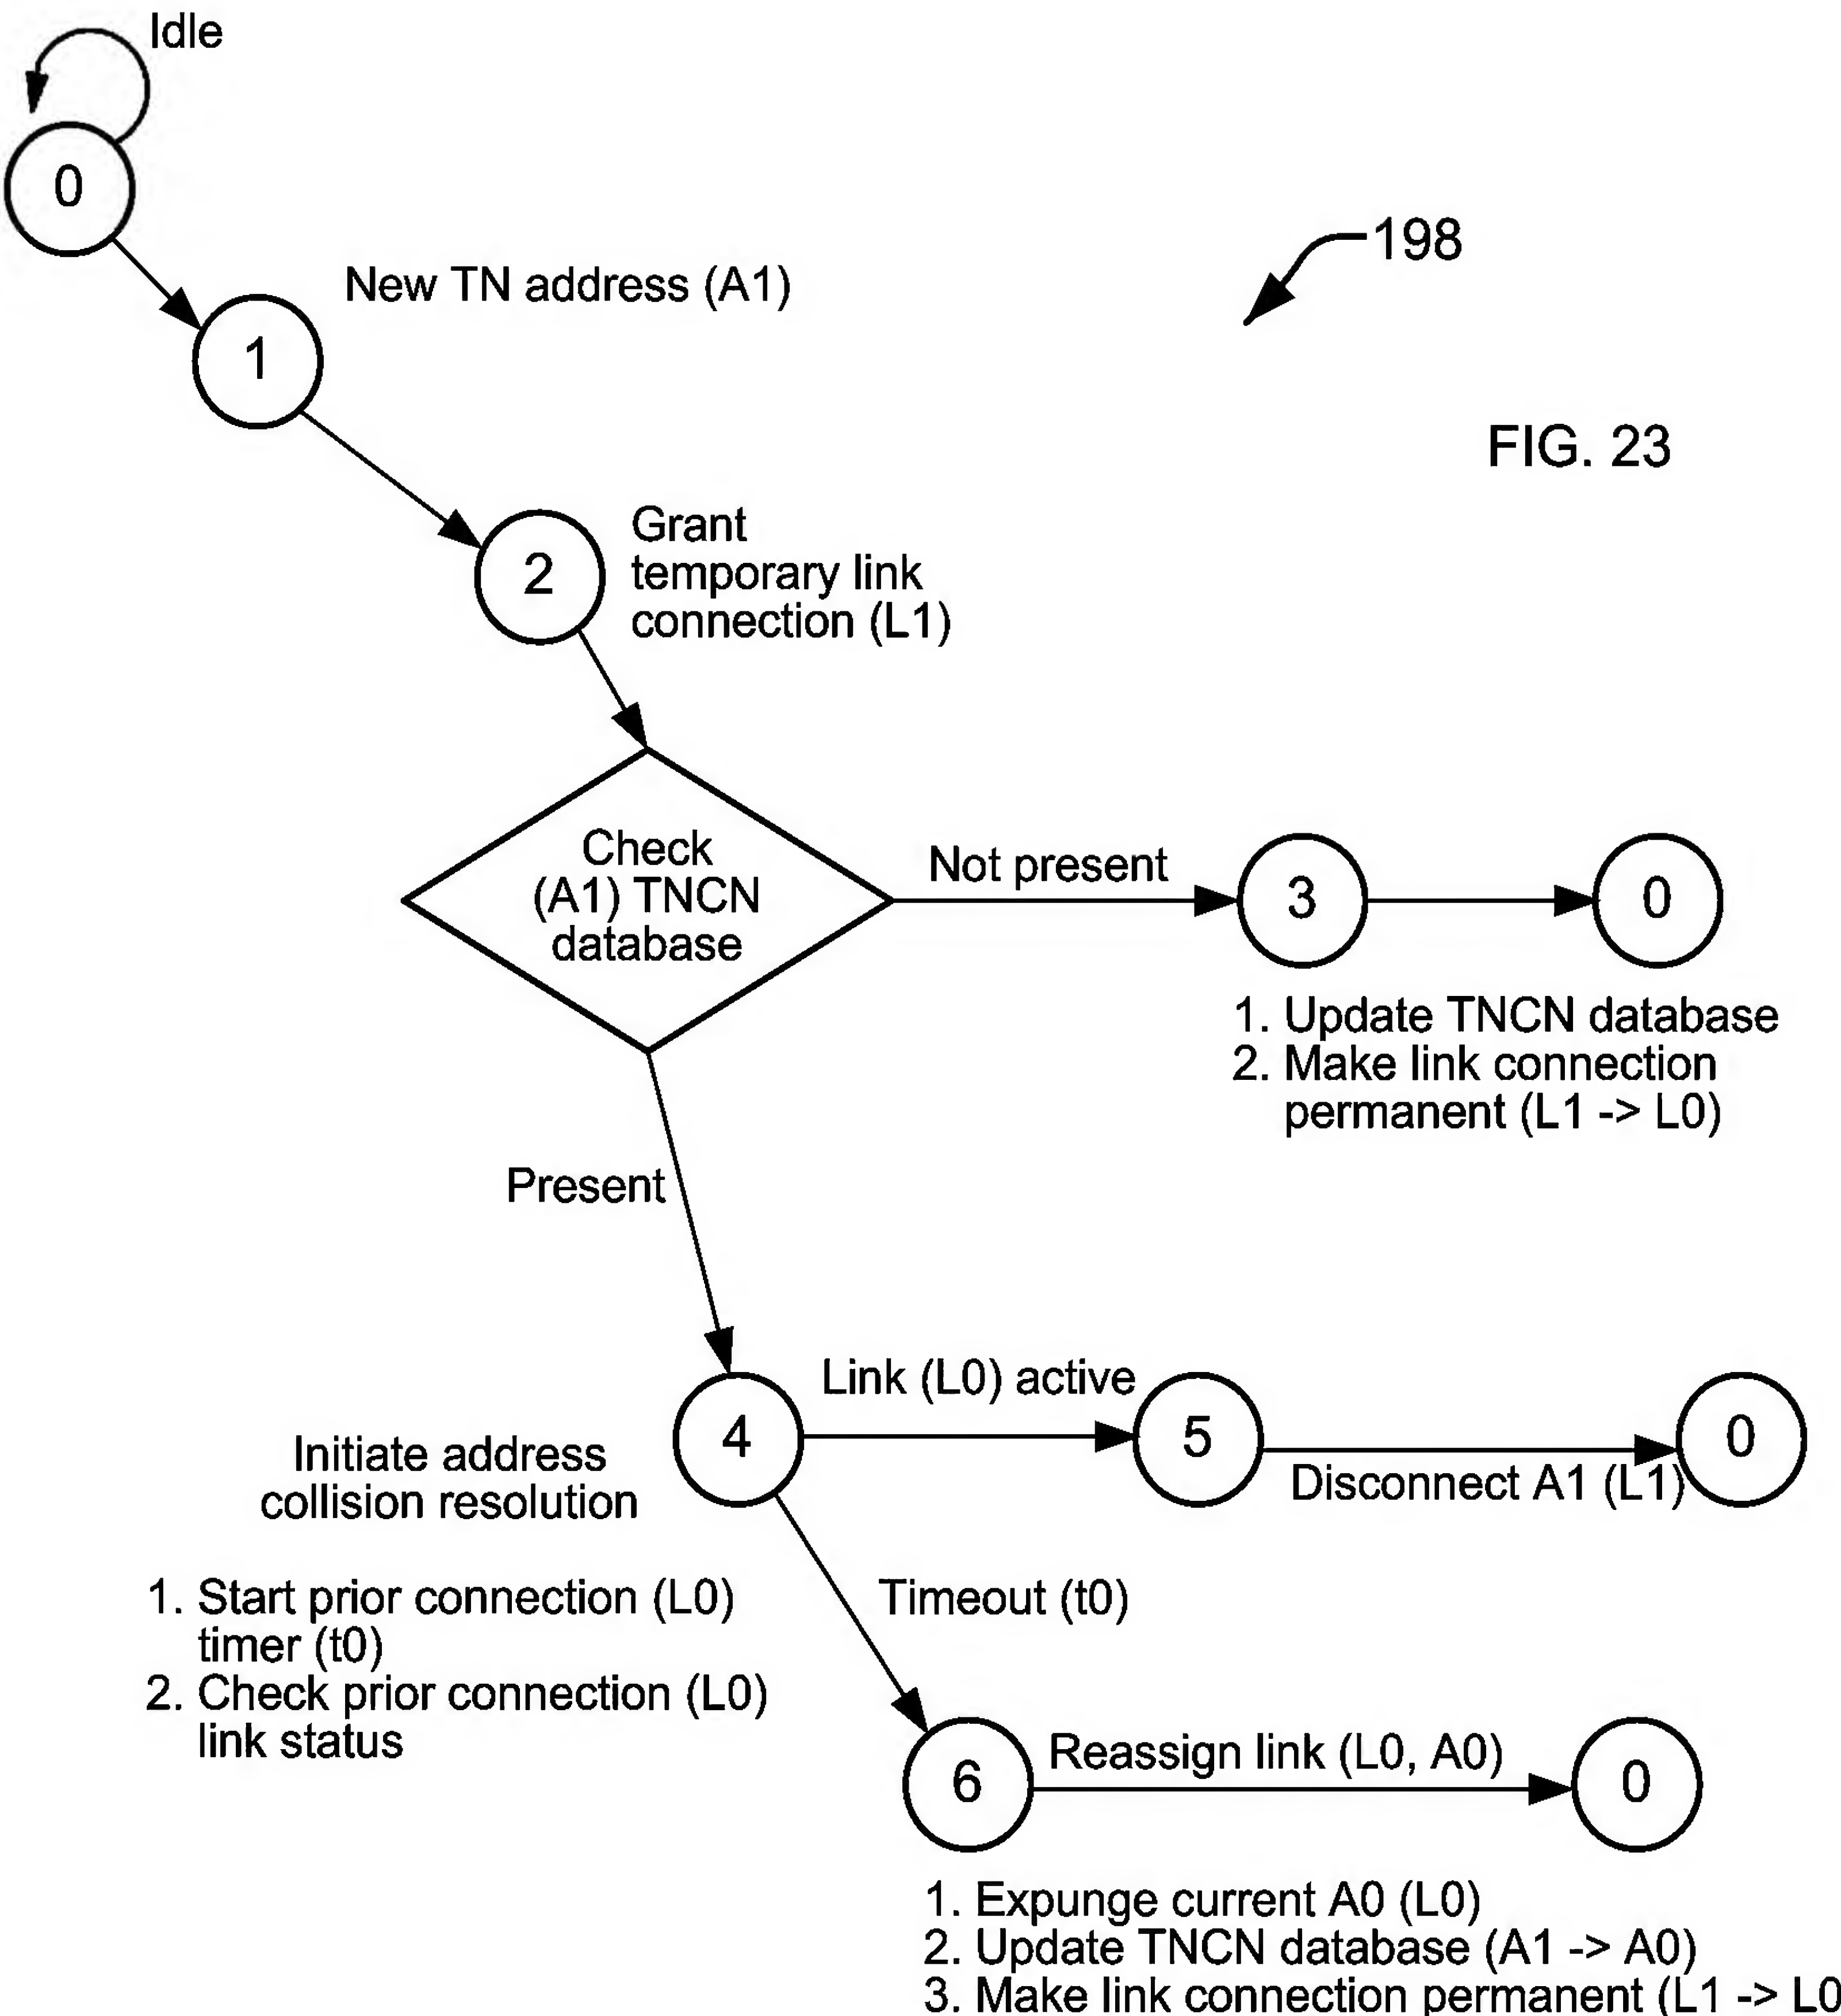 Idle
0
198
New TN address (A1)
1
FIG. 23
Grant
temporary link
connection (L1)
2
Check
(A1) TNCN
database
Not present
3
0
1. Update TNCN database
2. Make link connection
permanent (L1 -> L0)
Present
Link (L0) active
4
5
0
Disconnect A1 (L1)
Initiate address
collision resolution
1. Start prior connection (L0)
timer (t0)
2. Check prior connection (L0)
link status
Timeout (t0)
Reassign link (L0, A0)
6
0
1. Expunge current A0 (L0)
2. Update TNCN database (A1 -> A0)
3. Make link connection permanent (L1 -> L0